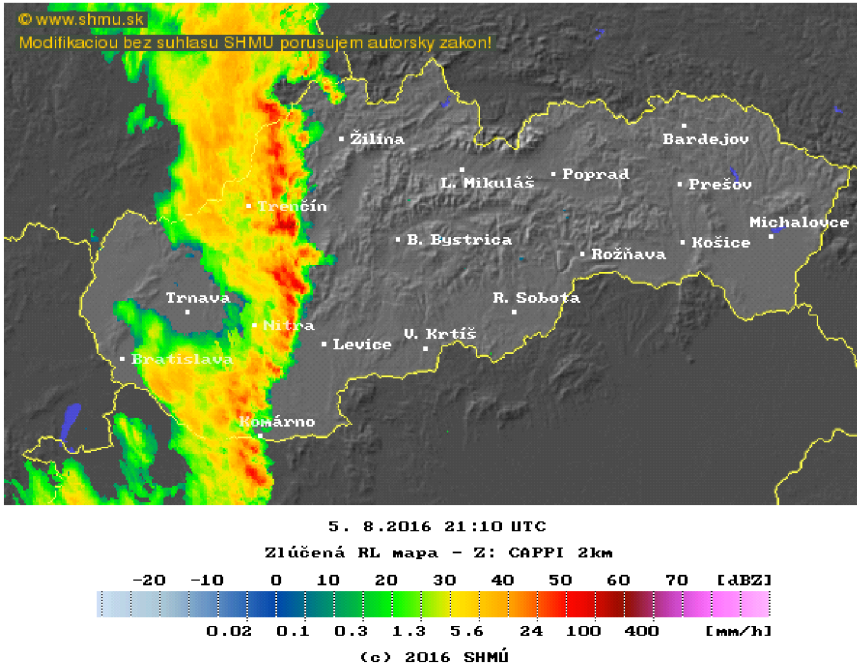 © www.shmu.sk
Modifikaciou bez suhlasu SHMU porusujem autorsky zakon!
Žilina
Bardejov
L. Mikuláš
Poprad
Prešov
Trenčín
Michalovce
B. Bystrica
Košice
Rožňava
Trnava
R. Sobota
Nitra
V. Krtíš
Levice
Bratislava
Komárno
5. 8.2016 21:10 UTC
Zlúčená RL mapa - Z: CAPPI 2km
-20 -10 0 10 20 30 40 50 60 70 [dBZ]
0.02 0.1 0.3 1.3 5.6 24 100 400 [mm/h]
(c) 2016 SHMÚ